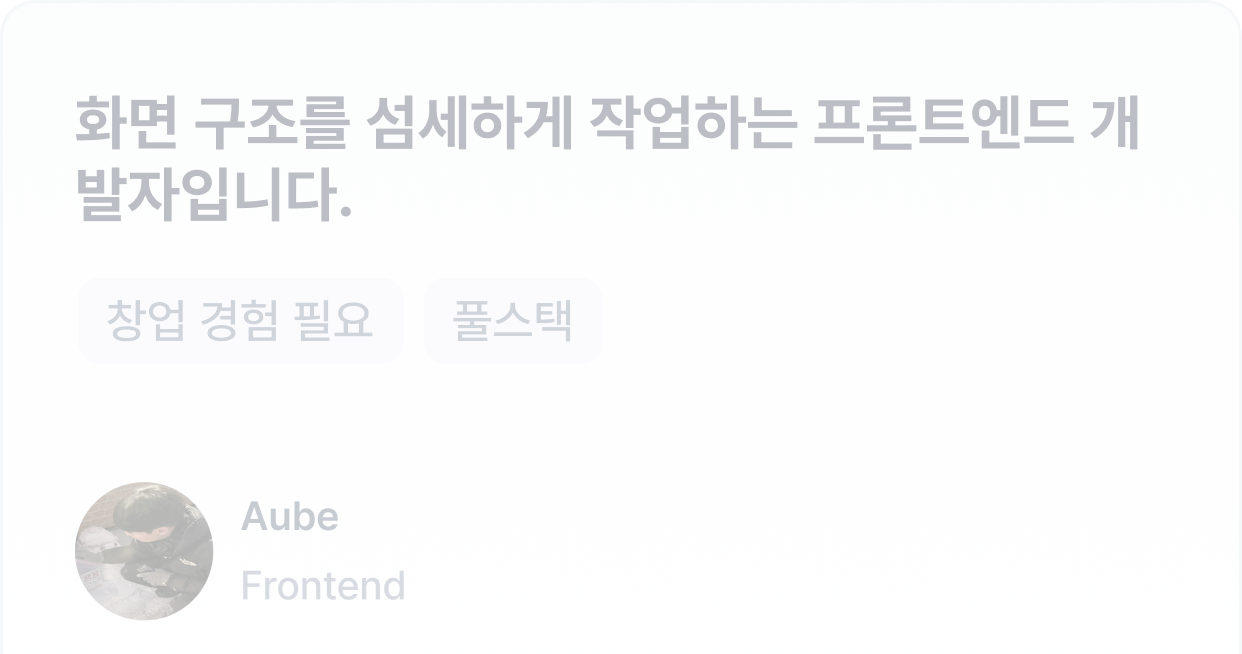 화면 구조를 섬세하게 작업하는 프론트엔드 개
발자입니다.
창업 경험 필요 풀스택
Aube
Frontend